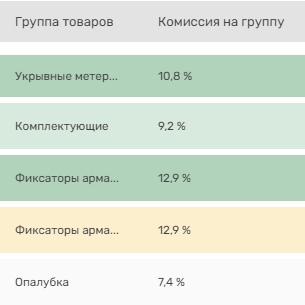 Группа товаров Комиссия на группу
Укрывные метер... 10,8 %
Комплектующие 9,2 %
Фиксаторы арма... 12,9 %
Фиксаторы арма... 12,9 %
Опалубка 7,4 %